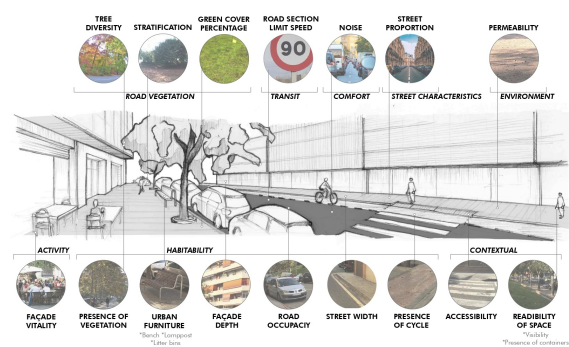 TREE
DIVERSITY
STRATIFICATION
GREEN COVER
PERCENTAGE
ROAD SECTION
LIMIT SPEED
NOISE
STREET
PROPORTION
PERMEABILITY
90
ROAD VEGETATION
TRANSIT
COMFORT
STREET CHARACTERISTICS
ENVIRONMENT
ACTIVITY
HABITABILITY
CONTEXTUAL
FAÇADE
VITALITY
PRESENCE OF
VEGETATION
URBAN
FURNITURE
*Bench *Lamppost
*Litter bins
FAÇADE
DEPTH
ROAD
OCCUPACIY
STREET WIDTH
PRESENCE
OF CYCLE
ACCESSIBILITY
READIBILITY
OF SPACE
*Visibility
*Presence of containers